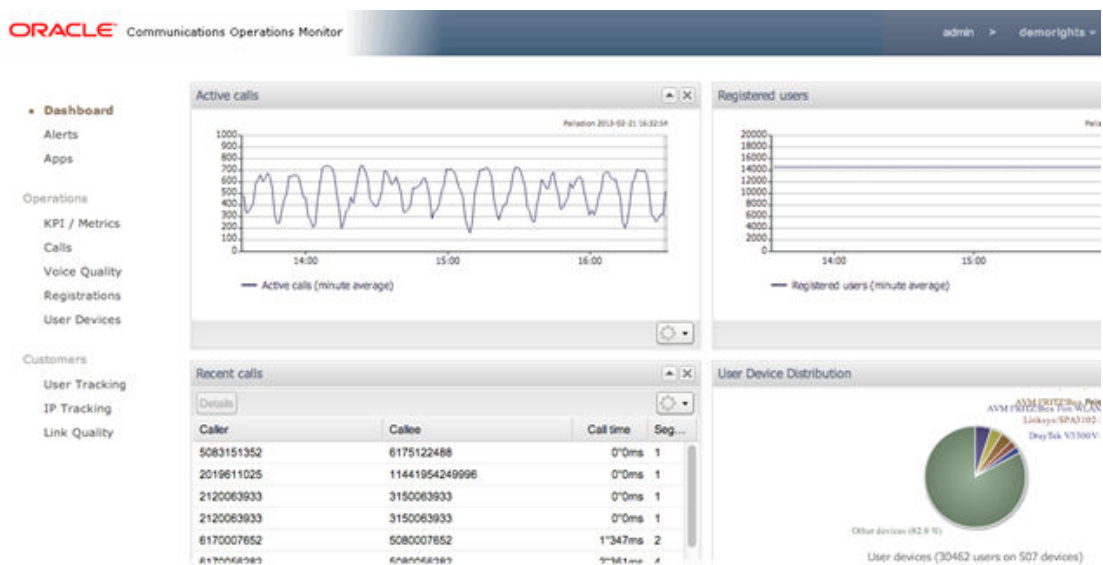 ORACLE Communications Operations Monitor
admin > demorights
Dashboard
Alerts
Apps
Operations
KPI / Metrics
Calls
Voice Quality
Registrations
User Devices
Customers
User Tracking
IP Tracking
Link Quality
Active calls
Palladion 2013-02-21 16:32:54
1000
900
800
700
600
500
400
300
200
100
0
14:00 15:00 16:00
Active calls (minute average)
Registered users
20000
18000
16000
14000
12000
10000
8000
6000
4000
2000
0
14:00 15:00
Registered users (minute average)
Recent calls
Details
Caller Callee Call time Seg...
5083151352 6175122488 0"0ms 1
2019611025 11441954249996 0"0ms 1
2120063933 3150063933 0"0ms 1
2120063933 3150063933 0"0ms 1
6170007652 5080007652 1"347ms 2
6170056282 5080056282 2"361ms 4
User Device Distribution
AVM FRITZ!Box Fon WLAN
Linksys/SPA3102-
DrayTek
Other devices (82.9 %)
User devices (30462 users on 507 devices)